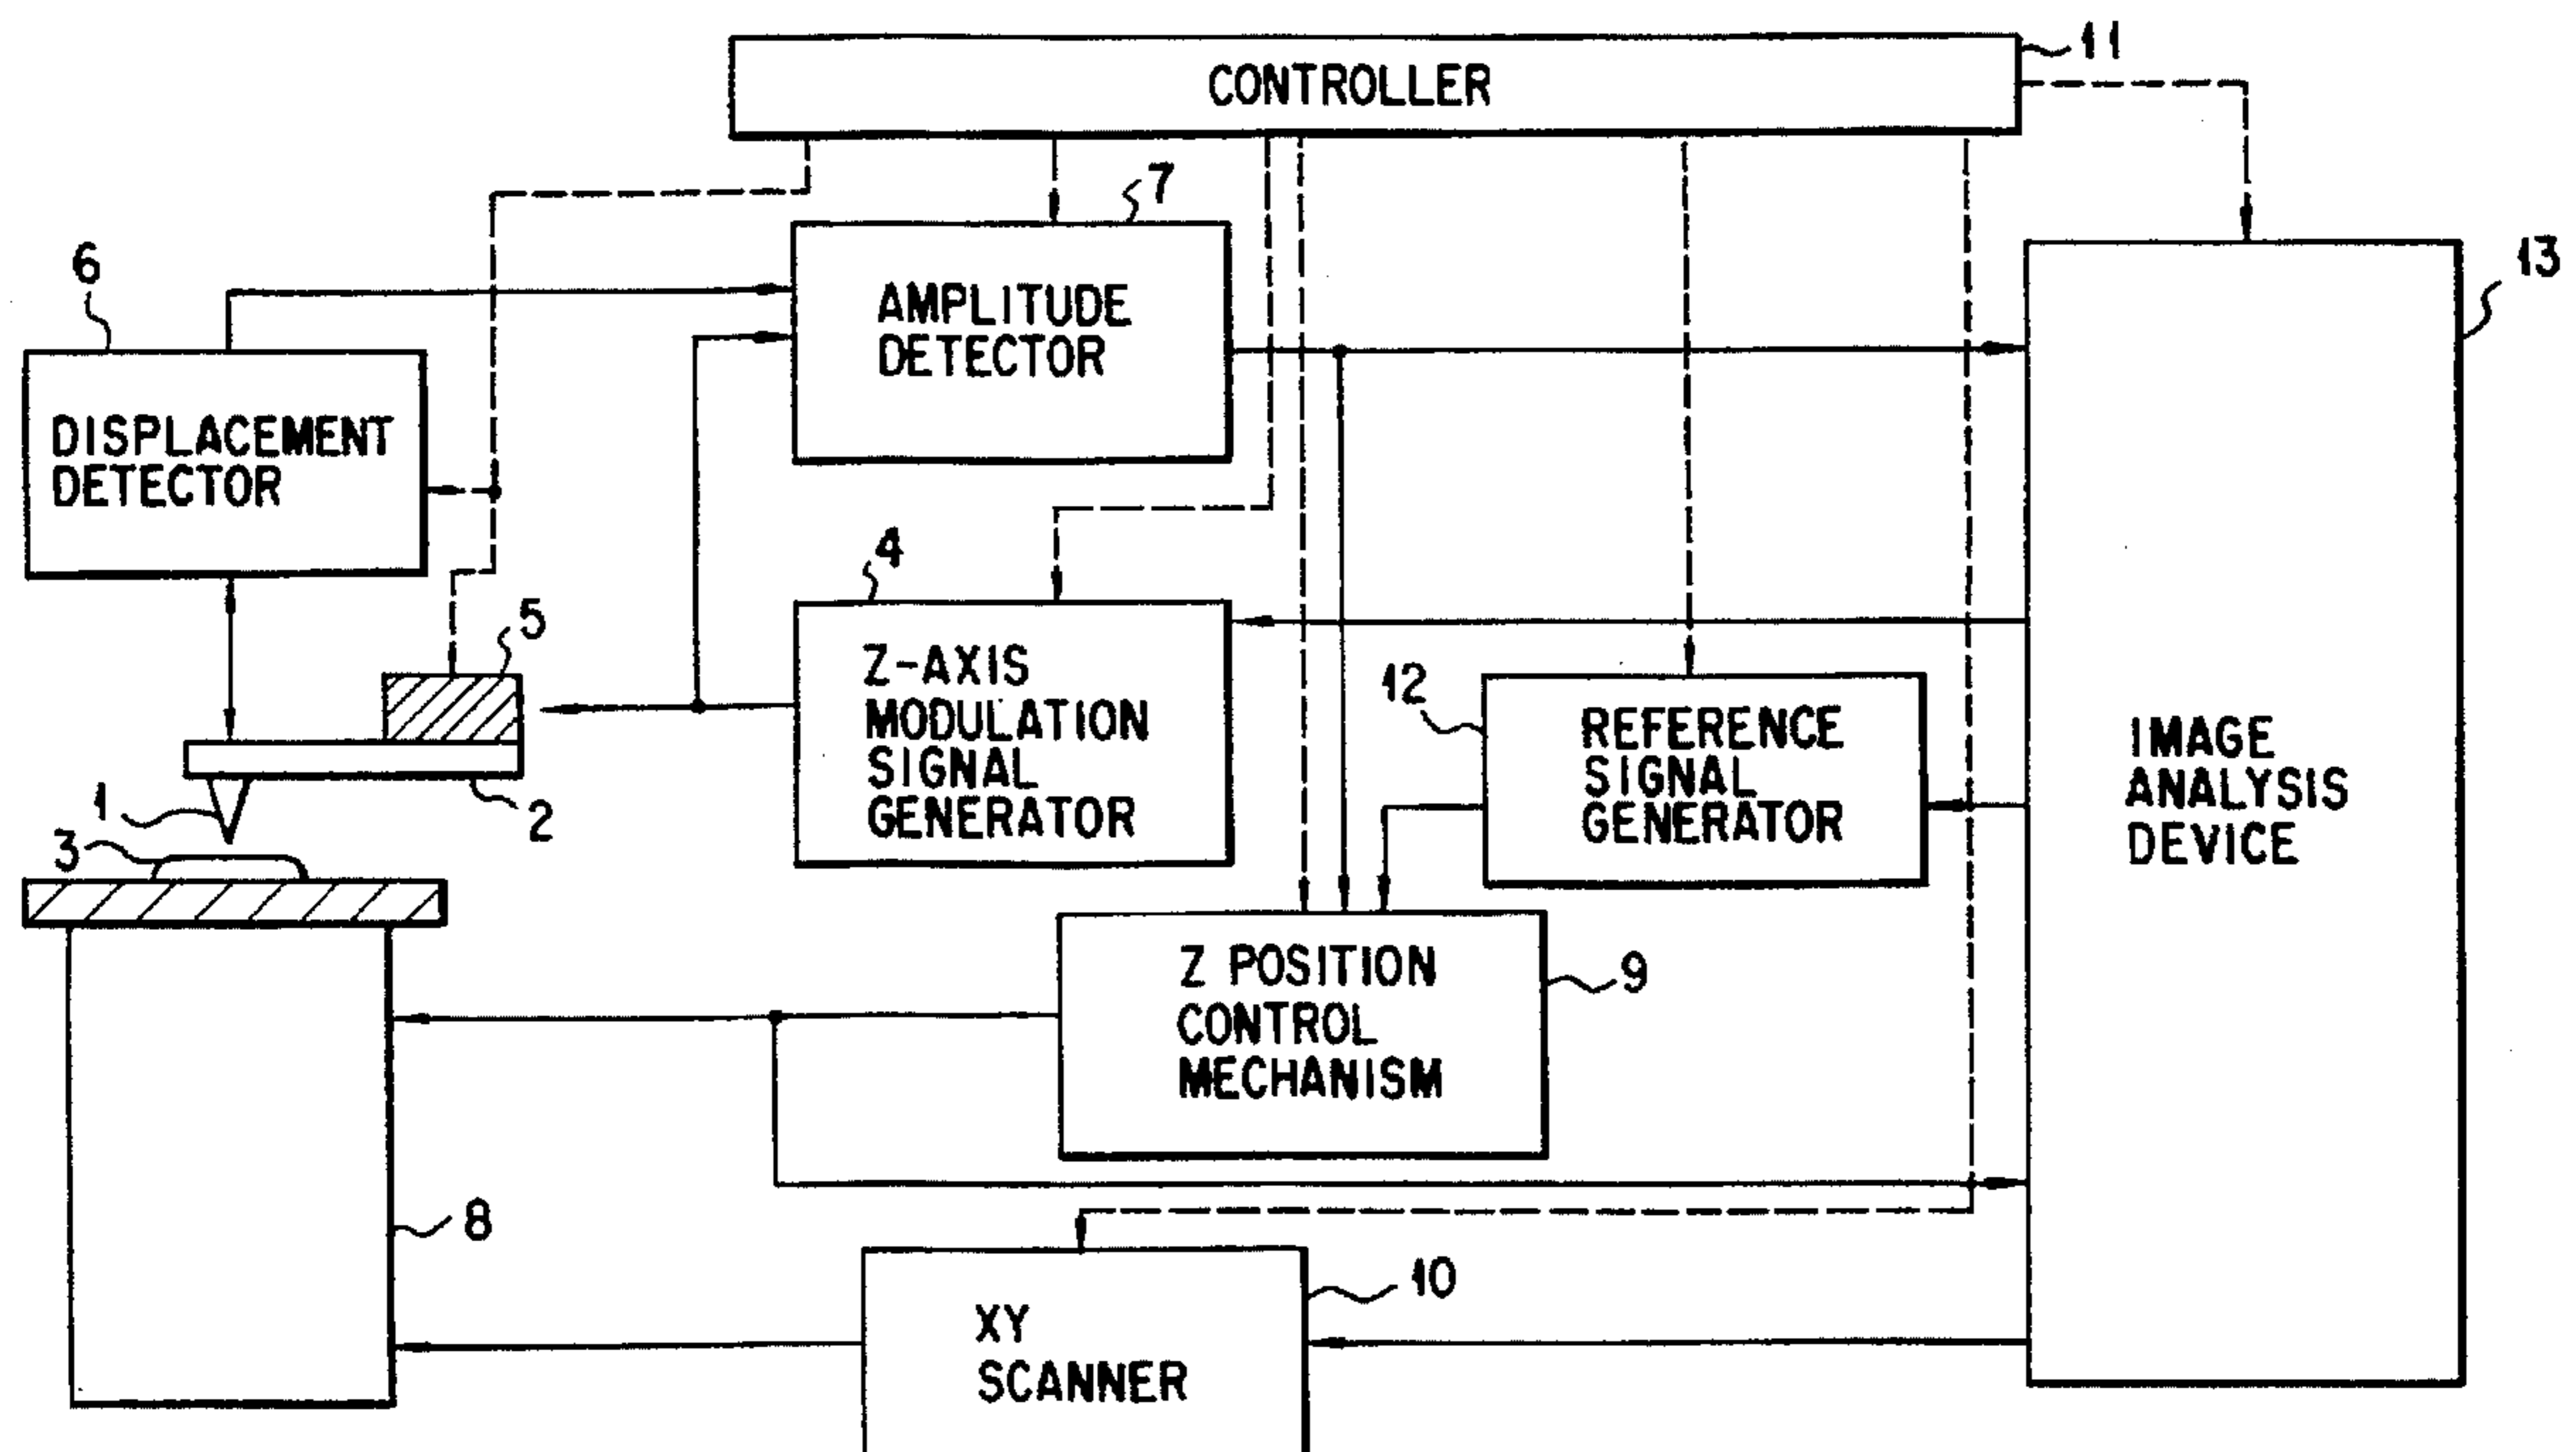 11
CONTROLLER
7
6
13
AMPLITUDE
DETECTOR
DISPLACEMENT
DETECTOR
4
5
Z-AXIS
MODULATION
SIGNAL
GENERATOR
12
REFERENCE
SIGNAL
GENERATOR
IMAGE
ANALYSIS
DEVICE
1
2
3
Z POSITION
CONTROL
MECHANISM
9
8
10
XY
SCANNER